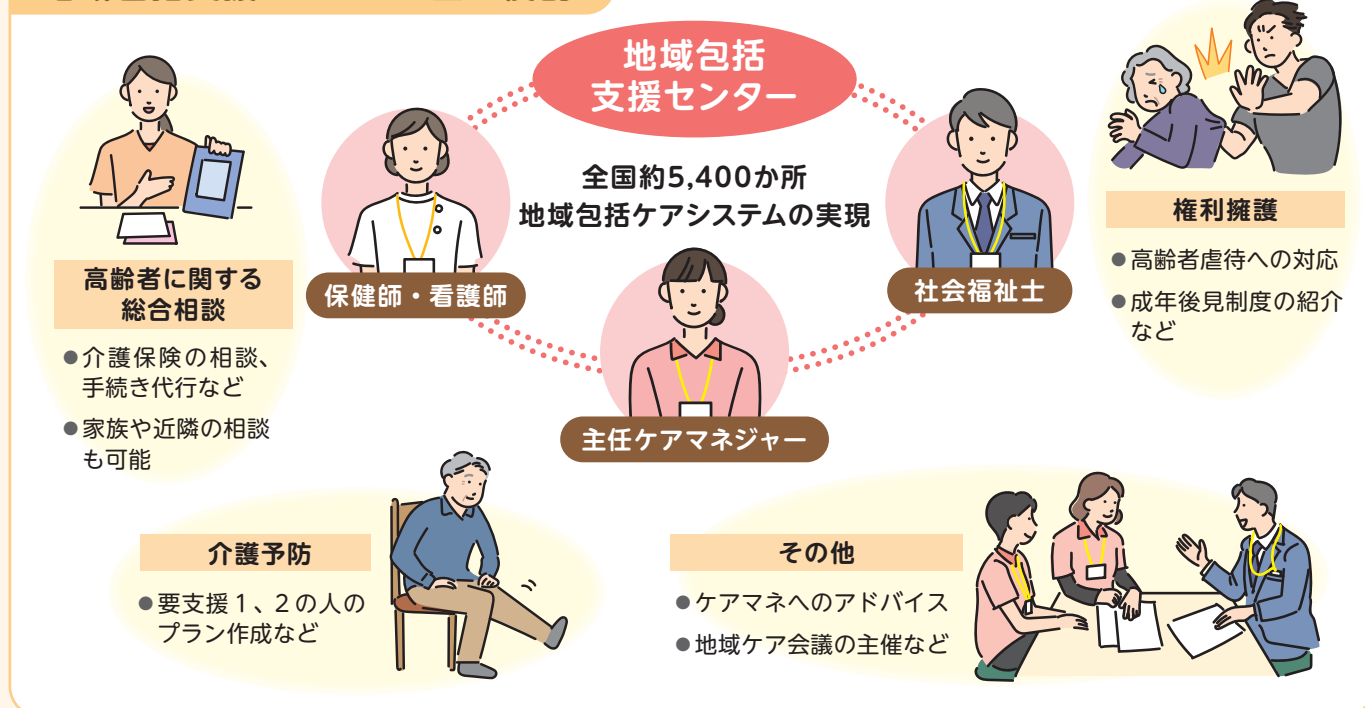 地域包括
支援センター
全国約5,400か所
地域包括ケアシステムの実現
保健師・看護師
社会福祉士
主任ケアマネジャー
高齢者に関する
総合相談
●介護保険の相談、
手続き代行など
●家族や近隣の相談
も可能
権利擁護
●高齢者虐待への対応
●成年後見制度の紹介
など
介護予防
●要支援1、2の人の
プラン作成など
その他
●ケアマネへのアドバイス
●地域ケア会議の主催など